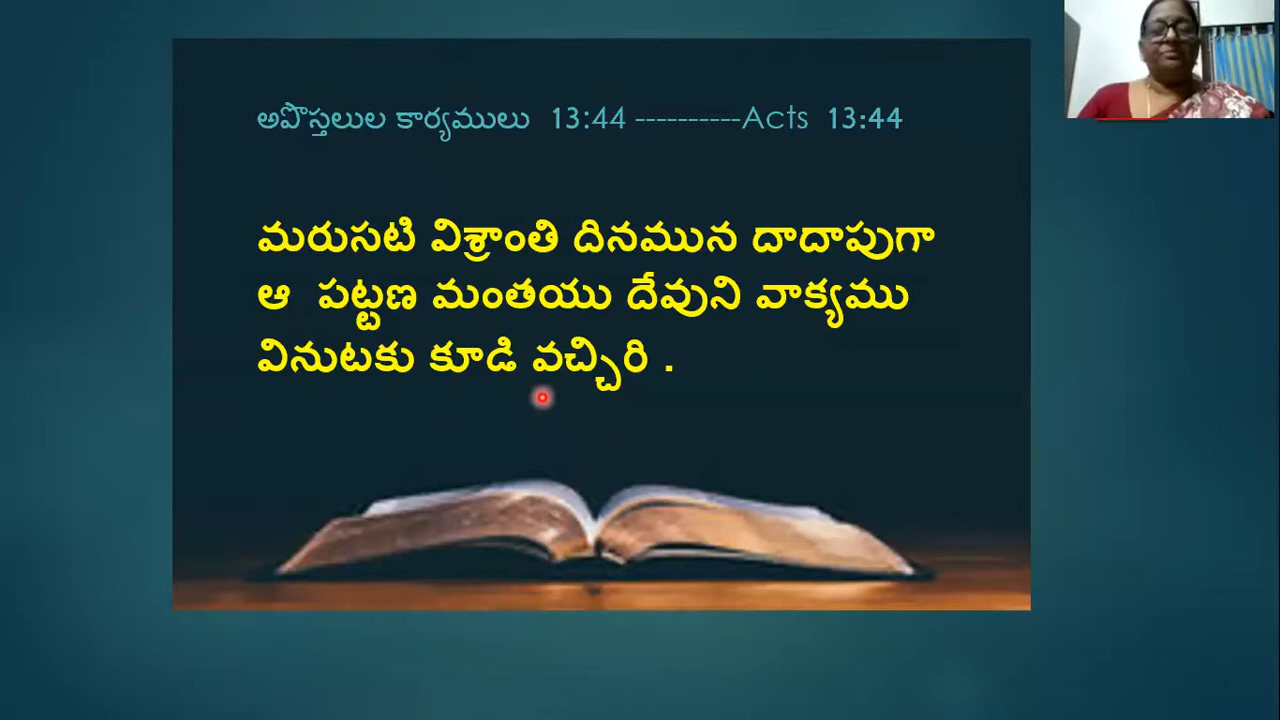 అపొస్తలుల కార్యములు 13:44 ----------Acts 13:44
మరుసటి విశ్రాంతి దినమున దాదాపుగా
ఆ పట్టణ మంతయు దేవుని వాక్యము
వినుటకు కూడి వచ్చిరి .